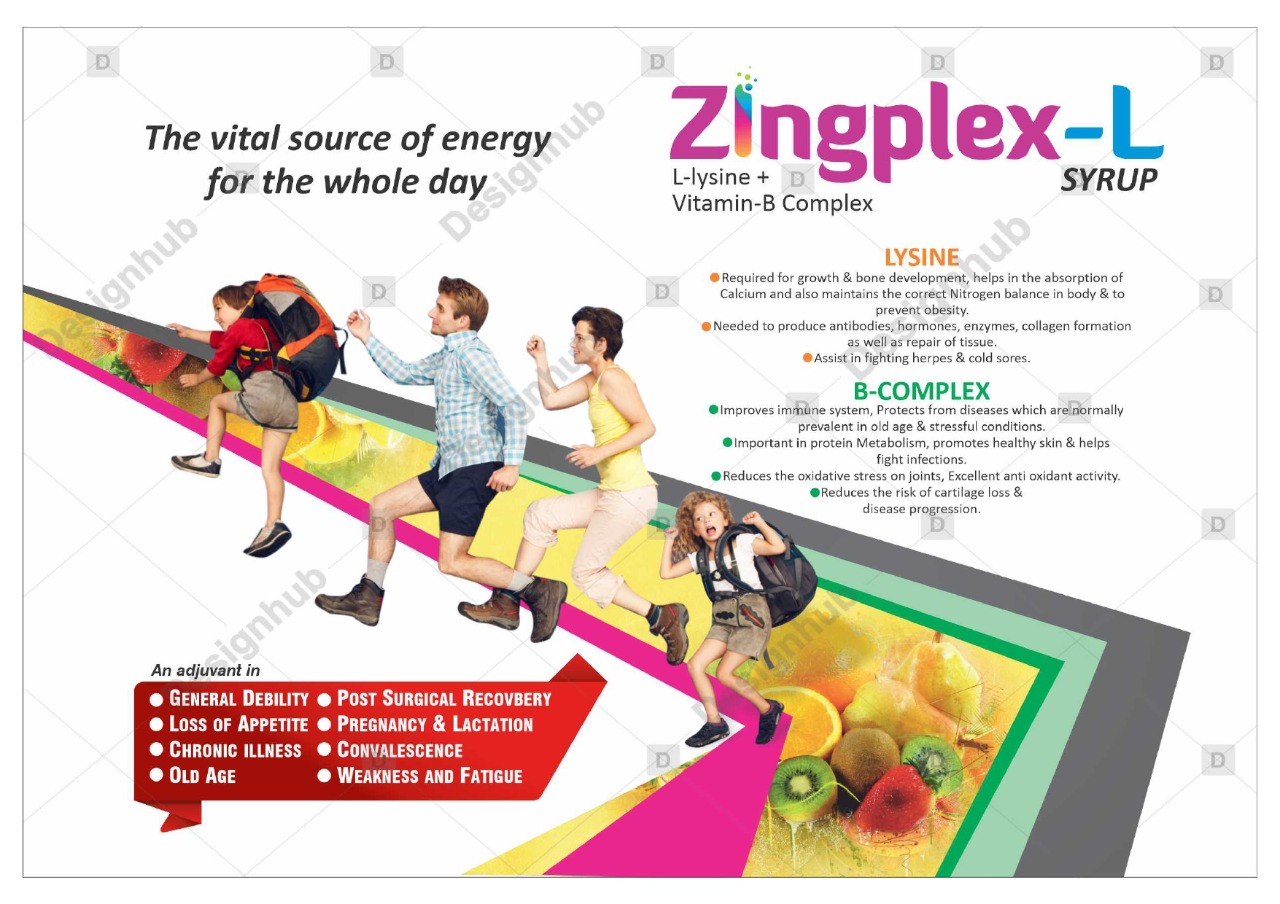 The vital source of energy
for the whole day
Zingplex-L
SYRUP
L-lysine +
Vitamin-B Complex
LYSINE
Required for growth & bone development, helps in the absorption of
Calcium and also maintains the correct Nitrogen balance in body & to
prevent obesity.
Needed to produce antibodies, hormones, enzymes, collagen formation
as well as repair of tissue.
Assist in fighting herpes & cold sores.
B-COMPLEX
Improves immune system, Protects from diseases which are normally
prevalent in old age & stressful conditions.
Important in protein Metabolism, promotes healthy skin & helps
fight infections.
Reduces the oxidative stress on joints, Excellent anti oxidant activity.
Reduces the risk of cartilage loss &
disease progression.
An adjuvant in
GENERAL DEBILITY
LOSS OF APPETITE
CHRONIC ILLNESS
OLD AGE
POST SURGICAL RECOVBERY
PREGNANCY & LACTATION
CONVALESCENCE
WEAKNESS AND FATIGUE
Designhub
Designhub
Designhub
Designhub
Designhub
Designhub